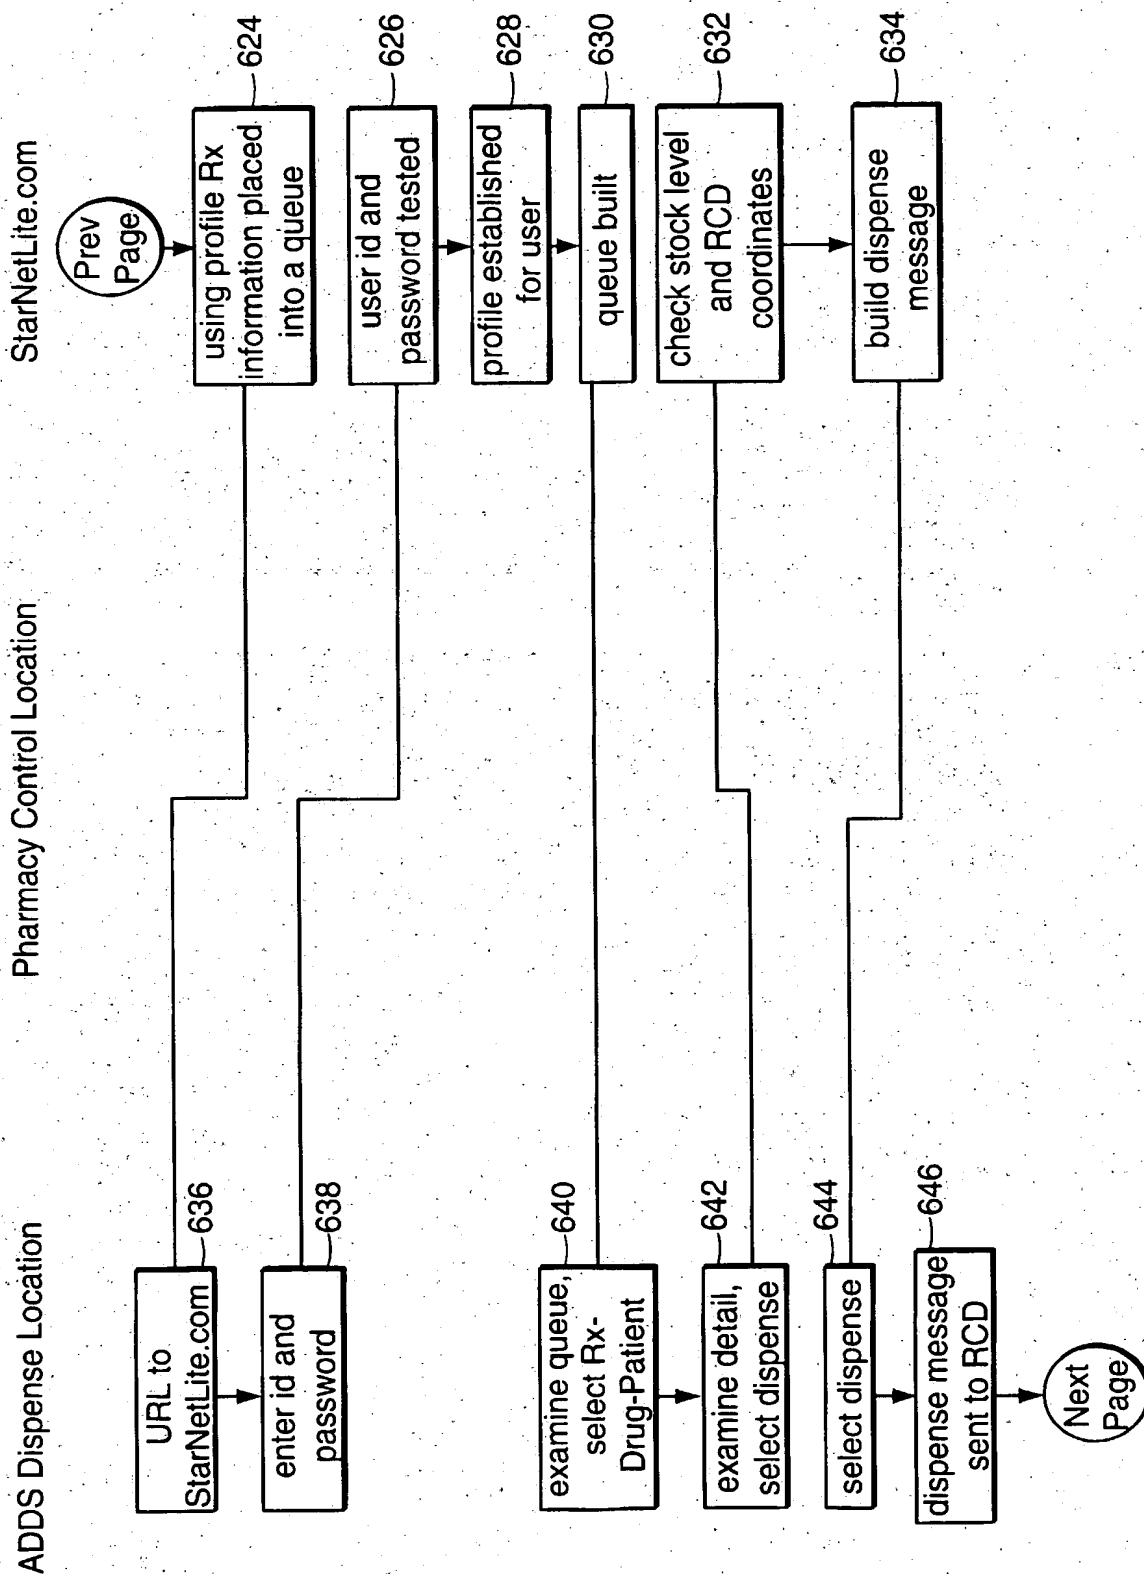 ADDS Dispense Location
Pharmacy Control Location
StarNetLite.com
Prev
Page
using profile Rx
information placed
into a queue
624
URL to
StarNetLite.com
636
user id and
password tested
626
enter id and
password
638
profile established
for user
628
queue built
630
examine queue,
select Rx-
Drug-Patient
640
check stock level
and RCD
coordinates
632
examine detail,
select dispense
642
build dispense
message
634
select dispense
644
dispense message
sent to RCD
646
Next
Page